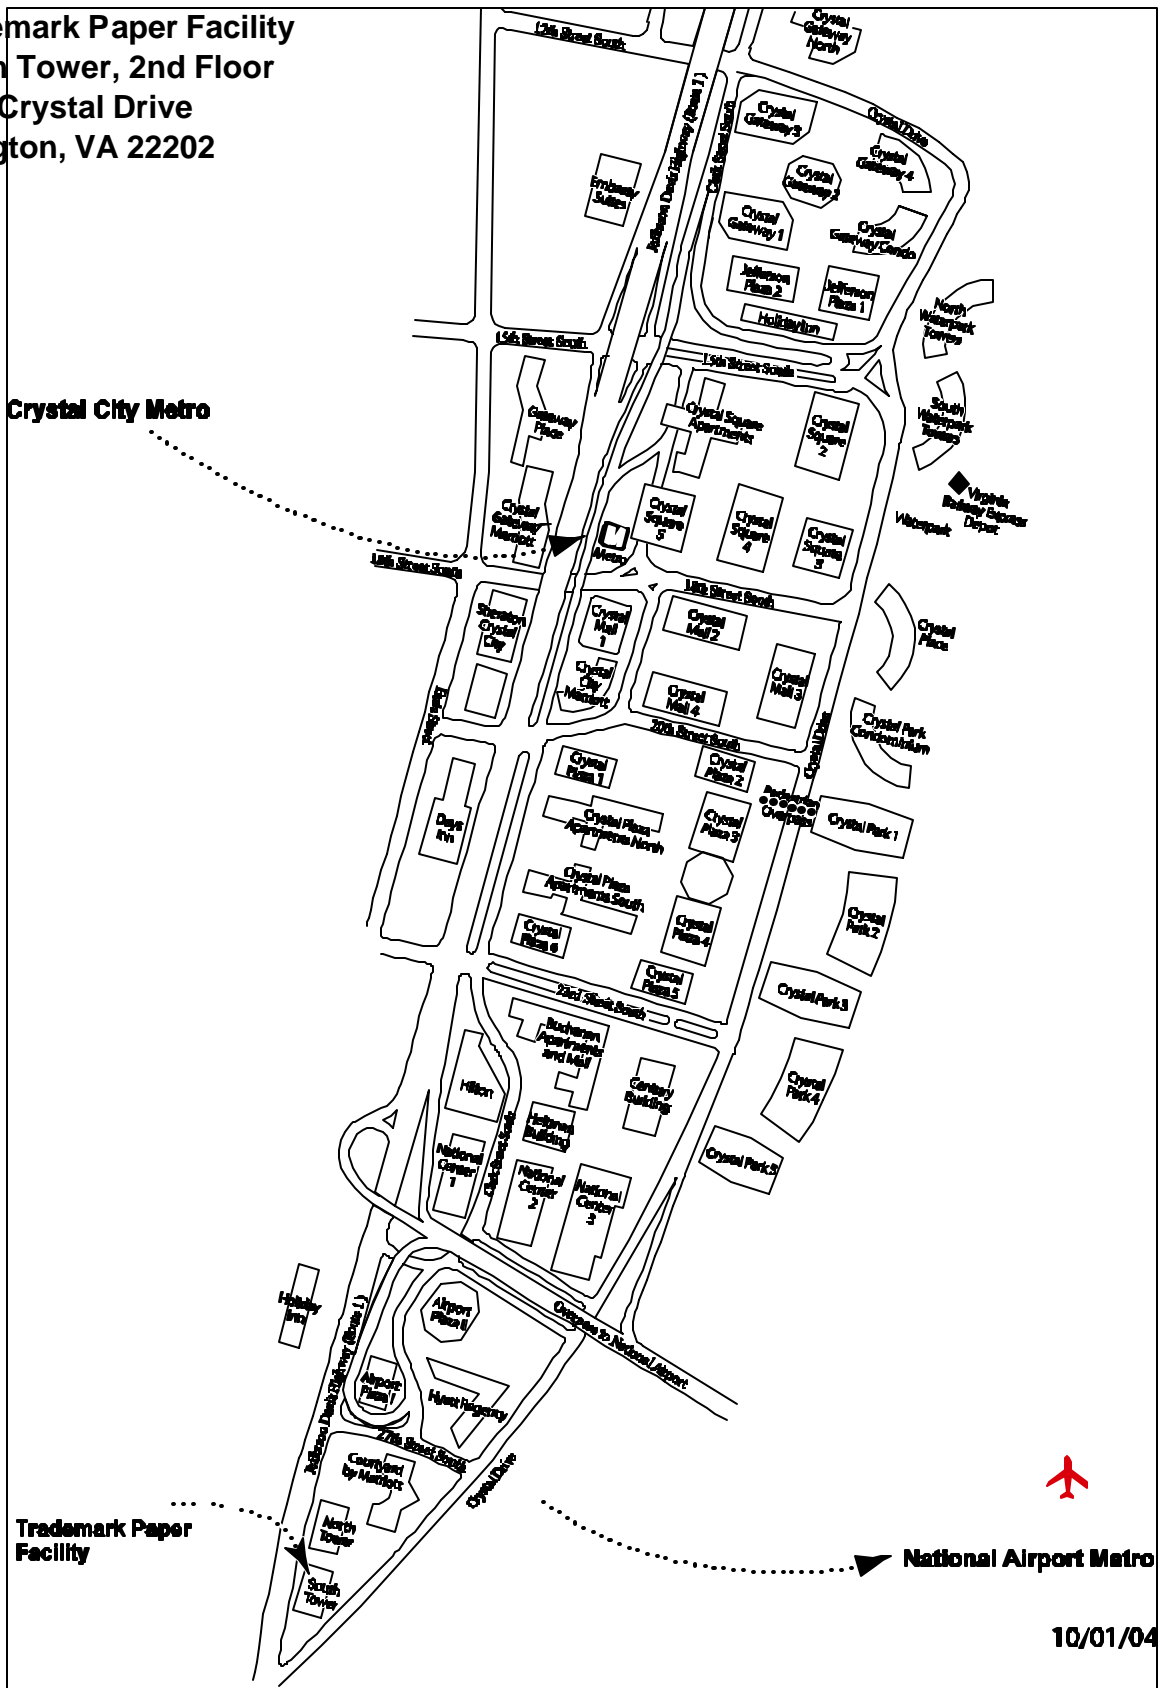 emark Paper Facility
Tower, 2nd Floor
Crystal Drive
gton, VA 22202
12th Street South
Crystal
Gateway
North
Crystal Drive
Jefferson Davis Highway (Route 1)
Clark Street South
Crystal
Gateway 3
Crystal
Gateway 4
Crystal
Gateway 2
Embassy
Suites
Crystal
Gateway 1
Crystal
Gateway Condo
Jefferson
Plaza 2
Jefferson
Plaza 1
Holiday Inn
North
Waterpark
Towers
15th Street South
15th Street South
Crystal City Metro
Gateway
Place
Crystal Square
Apartments
Crystal
Square
2
South
Waterpark
Towers
Virginia
Railway Express
Depot
Waterpark
Crystal
Gateway
Marriott
Crystal
Square
5
Crystal
Square
4
Crystal
Square
3
Metro
18th Street South
18th Street South
Sheraton
Crystal
City
Crystal
Mall
1
Crystal
Mall 2
Crystal
Place
Crystal
City
Marriott
Crystal
Mall 4
Crystal
Mall 3
Street
20th Street South
Crystal Drive
Crystal Park
Condominium
Crystal
Plaza 1
Crystal
Plaza 2
Pedestrian
Overpass
Crystal Plaza
Apartments North
Crystal
Plaza 3
Crystal Park 1
Days
Inn
Crystal Plaza
Apartments South
Crystal
Plaza 6
Crystal
Plaza 4
Crystal
Park 2
Crystal
Plaza 5
Crystal Park 3
23rd Street South
Buchanan
Apartments
and Mall
Hilton
Century
Building
Crystal
Park 4
Building
Clark Street South
National
Center
1
National
Center
2
National
Center
3
Crystal Park 5
Holiday
Inn
Airport
Plaza II
Overpass to National Airport
Jefferson Davis Highway (Route 1)
Airport
Plaza I
Hyatt Regency
27th Street South
Courtyard
by Marriott
Crystal Drive
North
Tower
Trademark Paper
Facility
South
Tower
National Airport Metro
10/01/04